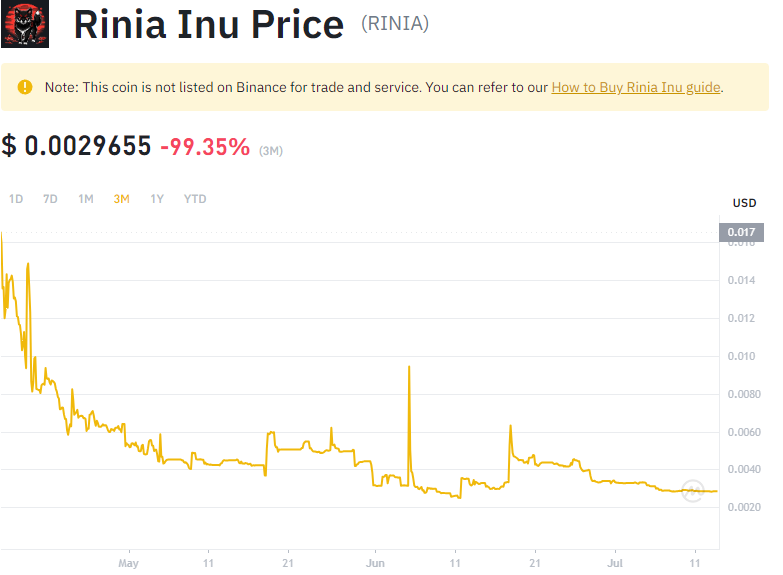 Rinia Inu Price (RINIA)
Note: This coin is not listed on Binance for trade and service. You can refer to our How to Buy Rinia Inu guide.
$ 0.0029655 -99.35% (3M)
1D 7D 1M 3M 1Y YTD
USD
0.017
0.016
0.014
0.012
0.010
0.0080
0.0060
0.0040
0.0020
May 11 21 Jun 11 21 Jul 11